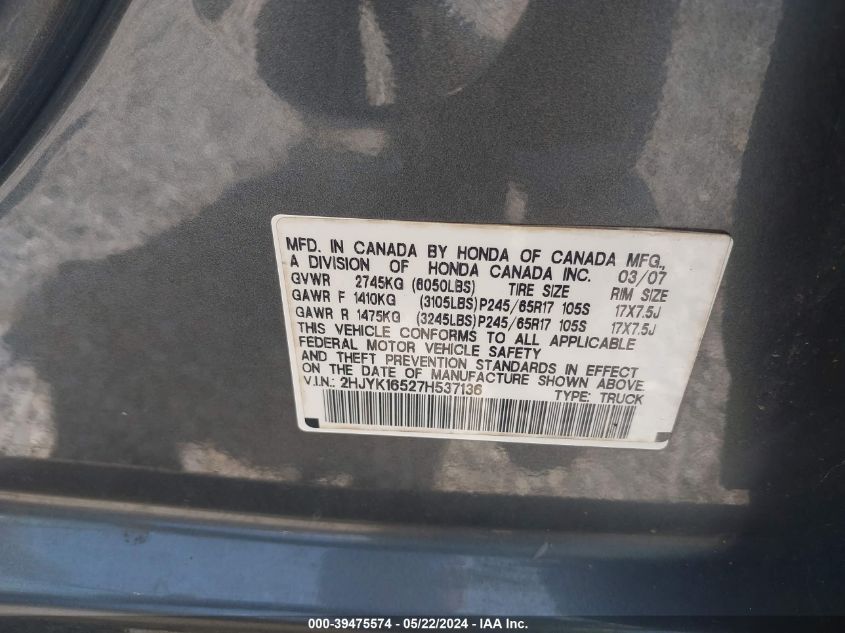 MFD. IN CANADA BY HONDA OF CANADA MFG.,
A DIVISION OF HONDA CANADA INC. 03/07
GVWR 2745KG (6050LBS) TIRE SIZE RIM SIZE
GAWR F 1410KG (3105LBS) P245/65R17 105S 17X7.5J
GAWR R 1475KG (3245LBS) P245/65R17 105S 17X7.5J
THIS VEHICLE CONFORMS TO ALL APPLICABLE
FEDERAL MOTOR VEHICLE SAFETY
AND THEFT PREVENTION STANDARDS IN EFFECT
ON THE DATE OF MANUFACTURE SHOWN ABOVE.
V.I.N.: 2HJYK16527H537136 TYPE: TRUCK
000-39475574 - 05/22/2024 - IAA Inc.